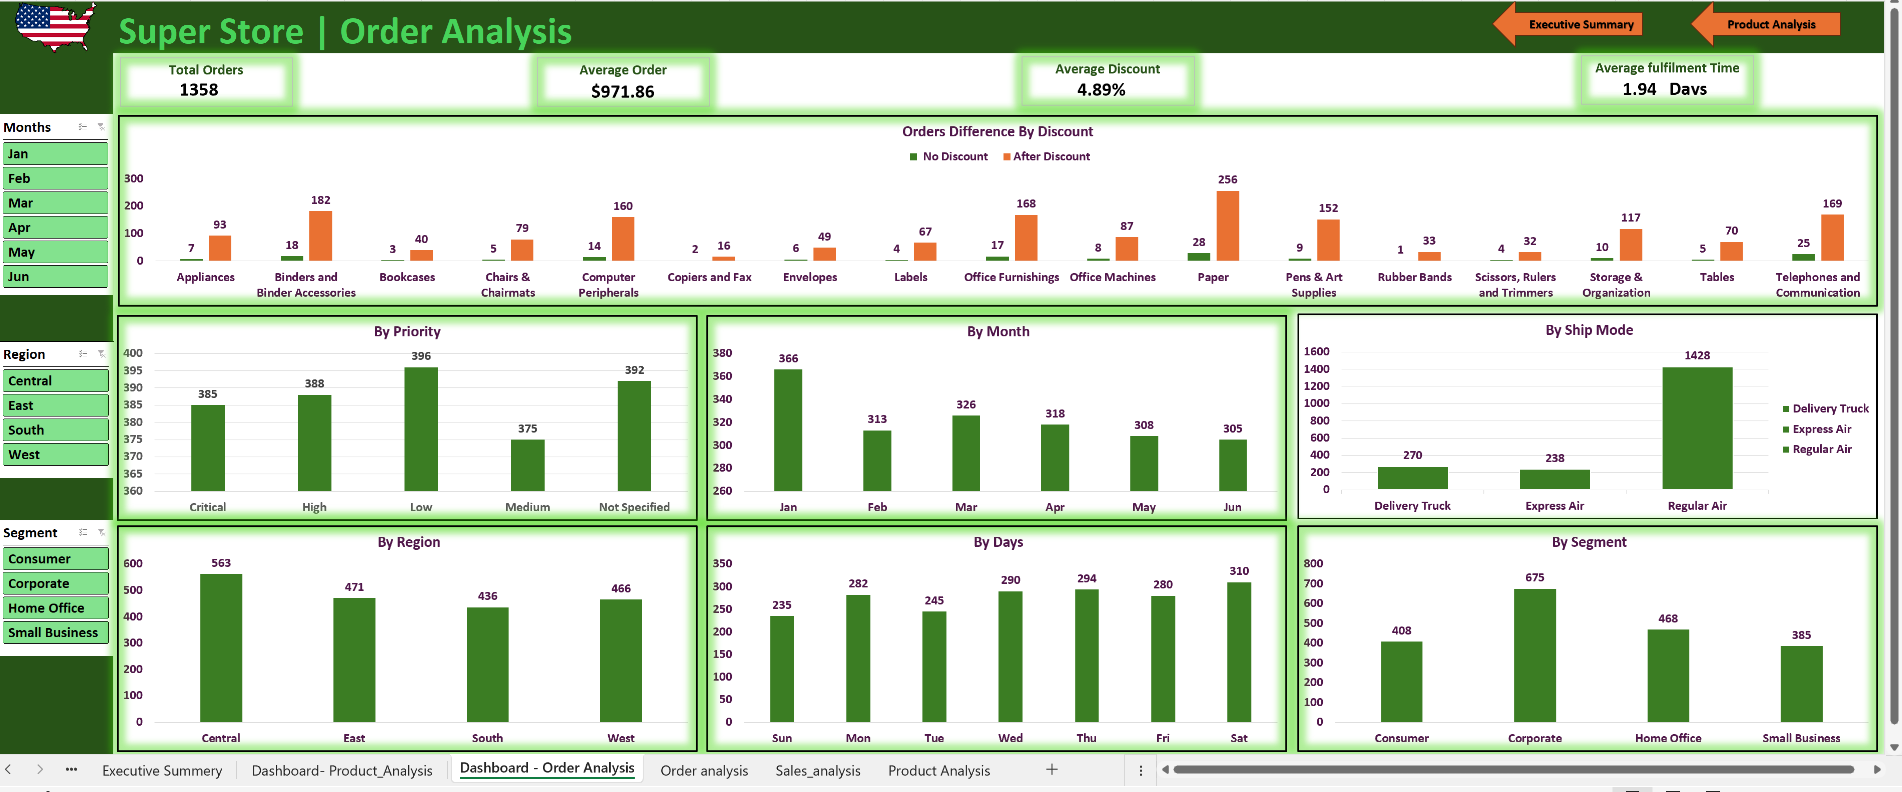 Super Store | Order Analysis
Executive Summary
Product Analysis
Total Orders
1358
Average Order
$971.86
Average Discount
4.89%
Average fulfilment Time
1.94 Days
Months
Jan
Feb
Mar
Apr
May
Jun
Region
Central
East
South
West
Segment
Consumer
Corporate
Home Office
Small Business
Orders Difference By Discount
No Discount After Discount
300
200
100
0
7 93 18 182 3 40 5 79 14 160 2 16 6 49 4 67 17 168 8 87 28 256 9 152 1 33 4 32 10 117 5 70 25 169
Appliances Binders and Bookcases Chairs & Computer Copiers and Fax Envelopes Labels Office Furnishings Office Machines Paper Pens & Art Rubber Bands Scissors, Rulers Storage & Tables Telephones and
Binder Accessories Chairmats Peripherals Supplies and Trimmers Organization Communication
By Priority
400
395
390
385
380
375
370
365
360
385 388 396 375 392
Critical High Low Medium Not Specified
By Month
380
360
340
320
300
280
260
366 313 326 318 308 305
Jan Feb Mar Apr May Jun
By Ship Mode
1600
1400
1200
1000
800
600
400
200
0
270 238 1428
Delivery Truck Express Air Regular Air
Delivery Truck
Express Air
Regular Air
By Region
600
500
400
300
200
100
0
563 471 436 466
Central East South West
By Days
350
300
250
200
150
100
50
0
235 282 245 290 294 280 310
Sun Mon Tue Wed Thu Fri Sat
By Segment
800
700
600
500
400
300
200
100
0
408 675 468 385
Consumer Corporate Home Office Small Business
Executive Summery Dashboard- Product_Analysis Dashboard - Order Analysis Order analysis Sales_analysis Product Analysis